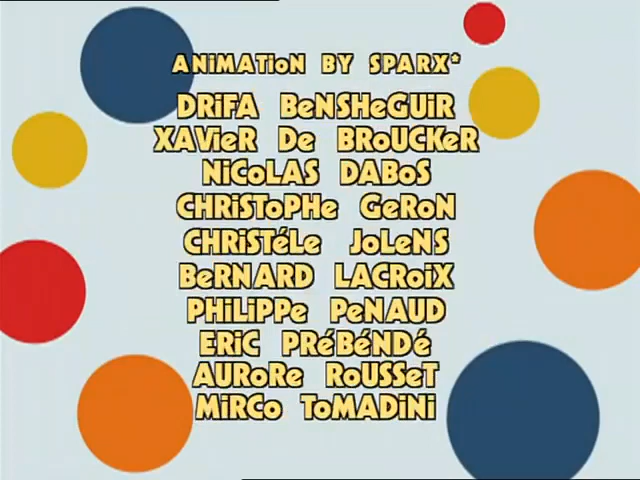 ANiMATioN BY SPARX*
DRiFA BeNSHeGUiR
XAVieR De BRoUCKeR
NiCoLAS DABoS
CHRiSToPHe GeRoN
CHRiSTéLe JoLeNS
BeRNARD LACRoiX
PHiLiPPe PeNAUD
ERiC PRéBéNDé
AURoRe RoUSSeT
MiRCo ToMADiNi